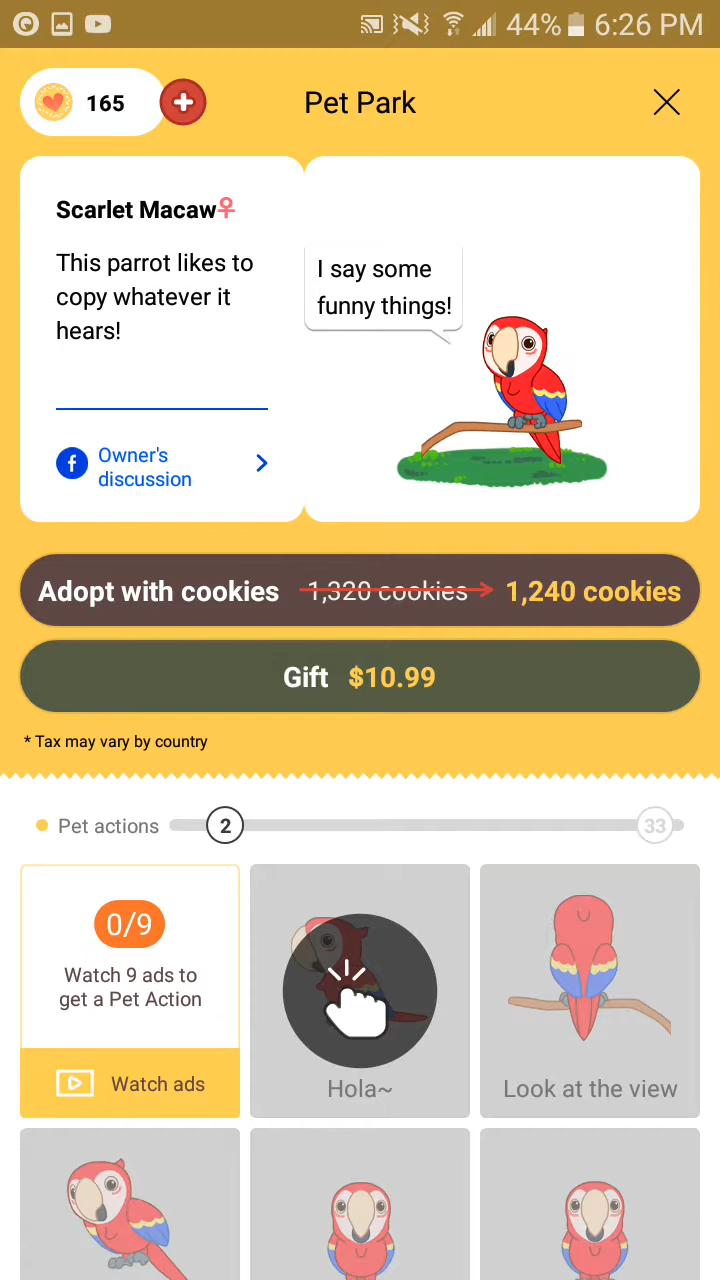 44% 6:26 PM
165
Pet Park
Scarlet Macaw♀
This parrot likes to
copy whatever it
hears!
Owner's
discussion
I say some
funny things!
Adopt with cookies 1,320 cookies 1,240 cookies
Gift $10.99
* Tax may vary by country
Pet actions 2 33
0/9
Watch 9 ads to
get a Pet Action
Watch ads
Hola~
Look at the view